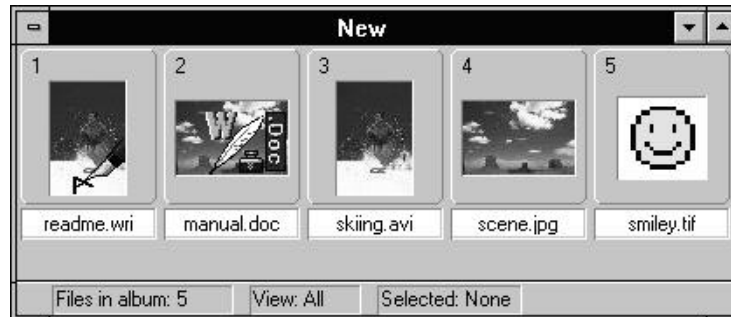 New
1 2 3 4 5
W .Doc
readme.wri manual.doc skiing.avi scene.jpg smiley.tif
Files in album: 5 View: All Selected: None